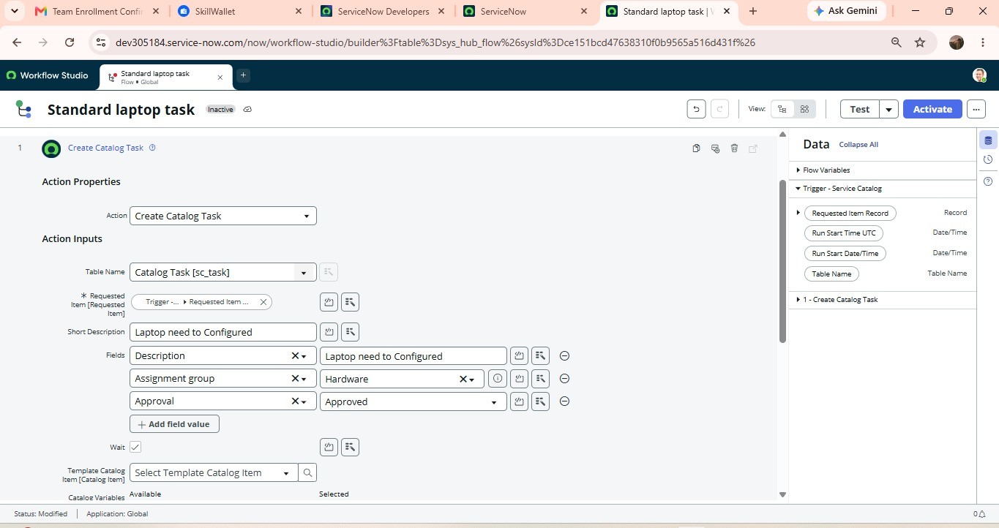 Team Enrollment Confir
SkillWallet
ServiceNow Developers
ServiceNow
Standard laptop task | W
Ask Gemini
dev305184.service-now.com/now/workflow-studio/builder%3Ftable%3Dsys_hub_flow%26sysId%3Dce151bcd47638310f0b9565a516d431f%26
Workflow Studio
Standard laptop task
Flow • Global
Standard laptop task
Inactive
View:
Test
Activate
1
Create Catalog Task
Action Properties
Action
Create Catalog Task
Action Inputs
Table Name
Catalog Task [sc_task]
* Requested
Item [Requested
Item]
Trigger -... ▸ Requested Item ...
Short Description
Laptop need to Configured
Fields
Description
Laptop need to Configured
Assignment group
Hardware
Approval
Approved
+ Add field value
Wait
Template Catalog
Item [Catalog Item]
Select Template Catalog Item
Catalog Variables
Available
Selected
Data
Collapse All
Flow Variables
Trigger - Service Catalog
Requested Item Record
Record
Run Start Time UTC
Date/Time
Run Start Date/Time
Date/Time
Table Name
Table Name
1 - Create Catalog Task
Status: Modified
Application: Global
0